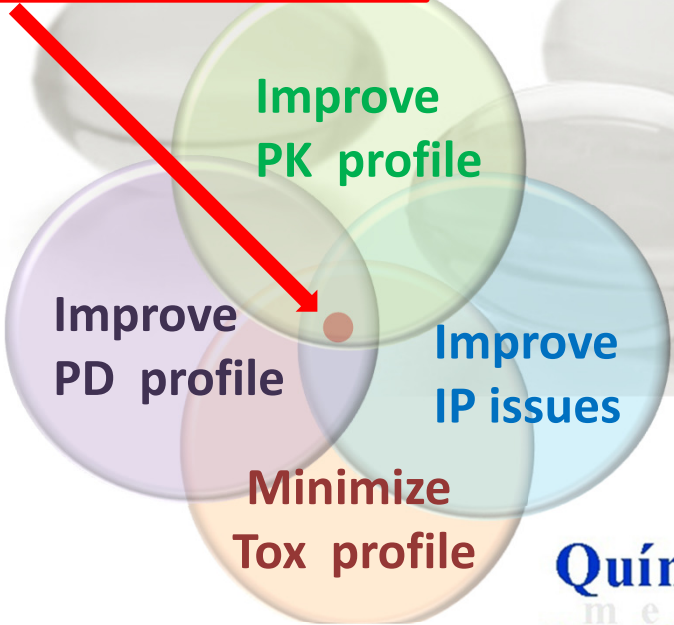 Improve
PK profile
Improve
PD profile
Improve
IP issues
Minimize
Tox profile
Quí
m e